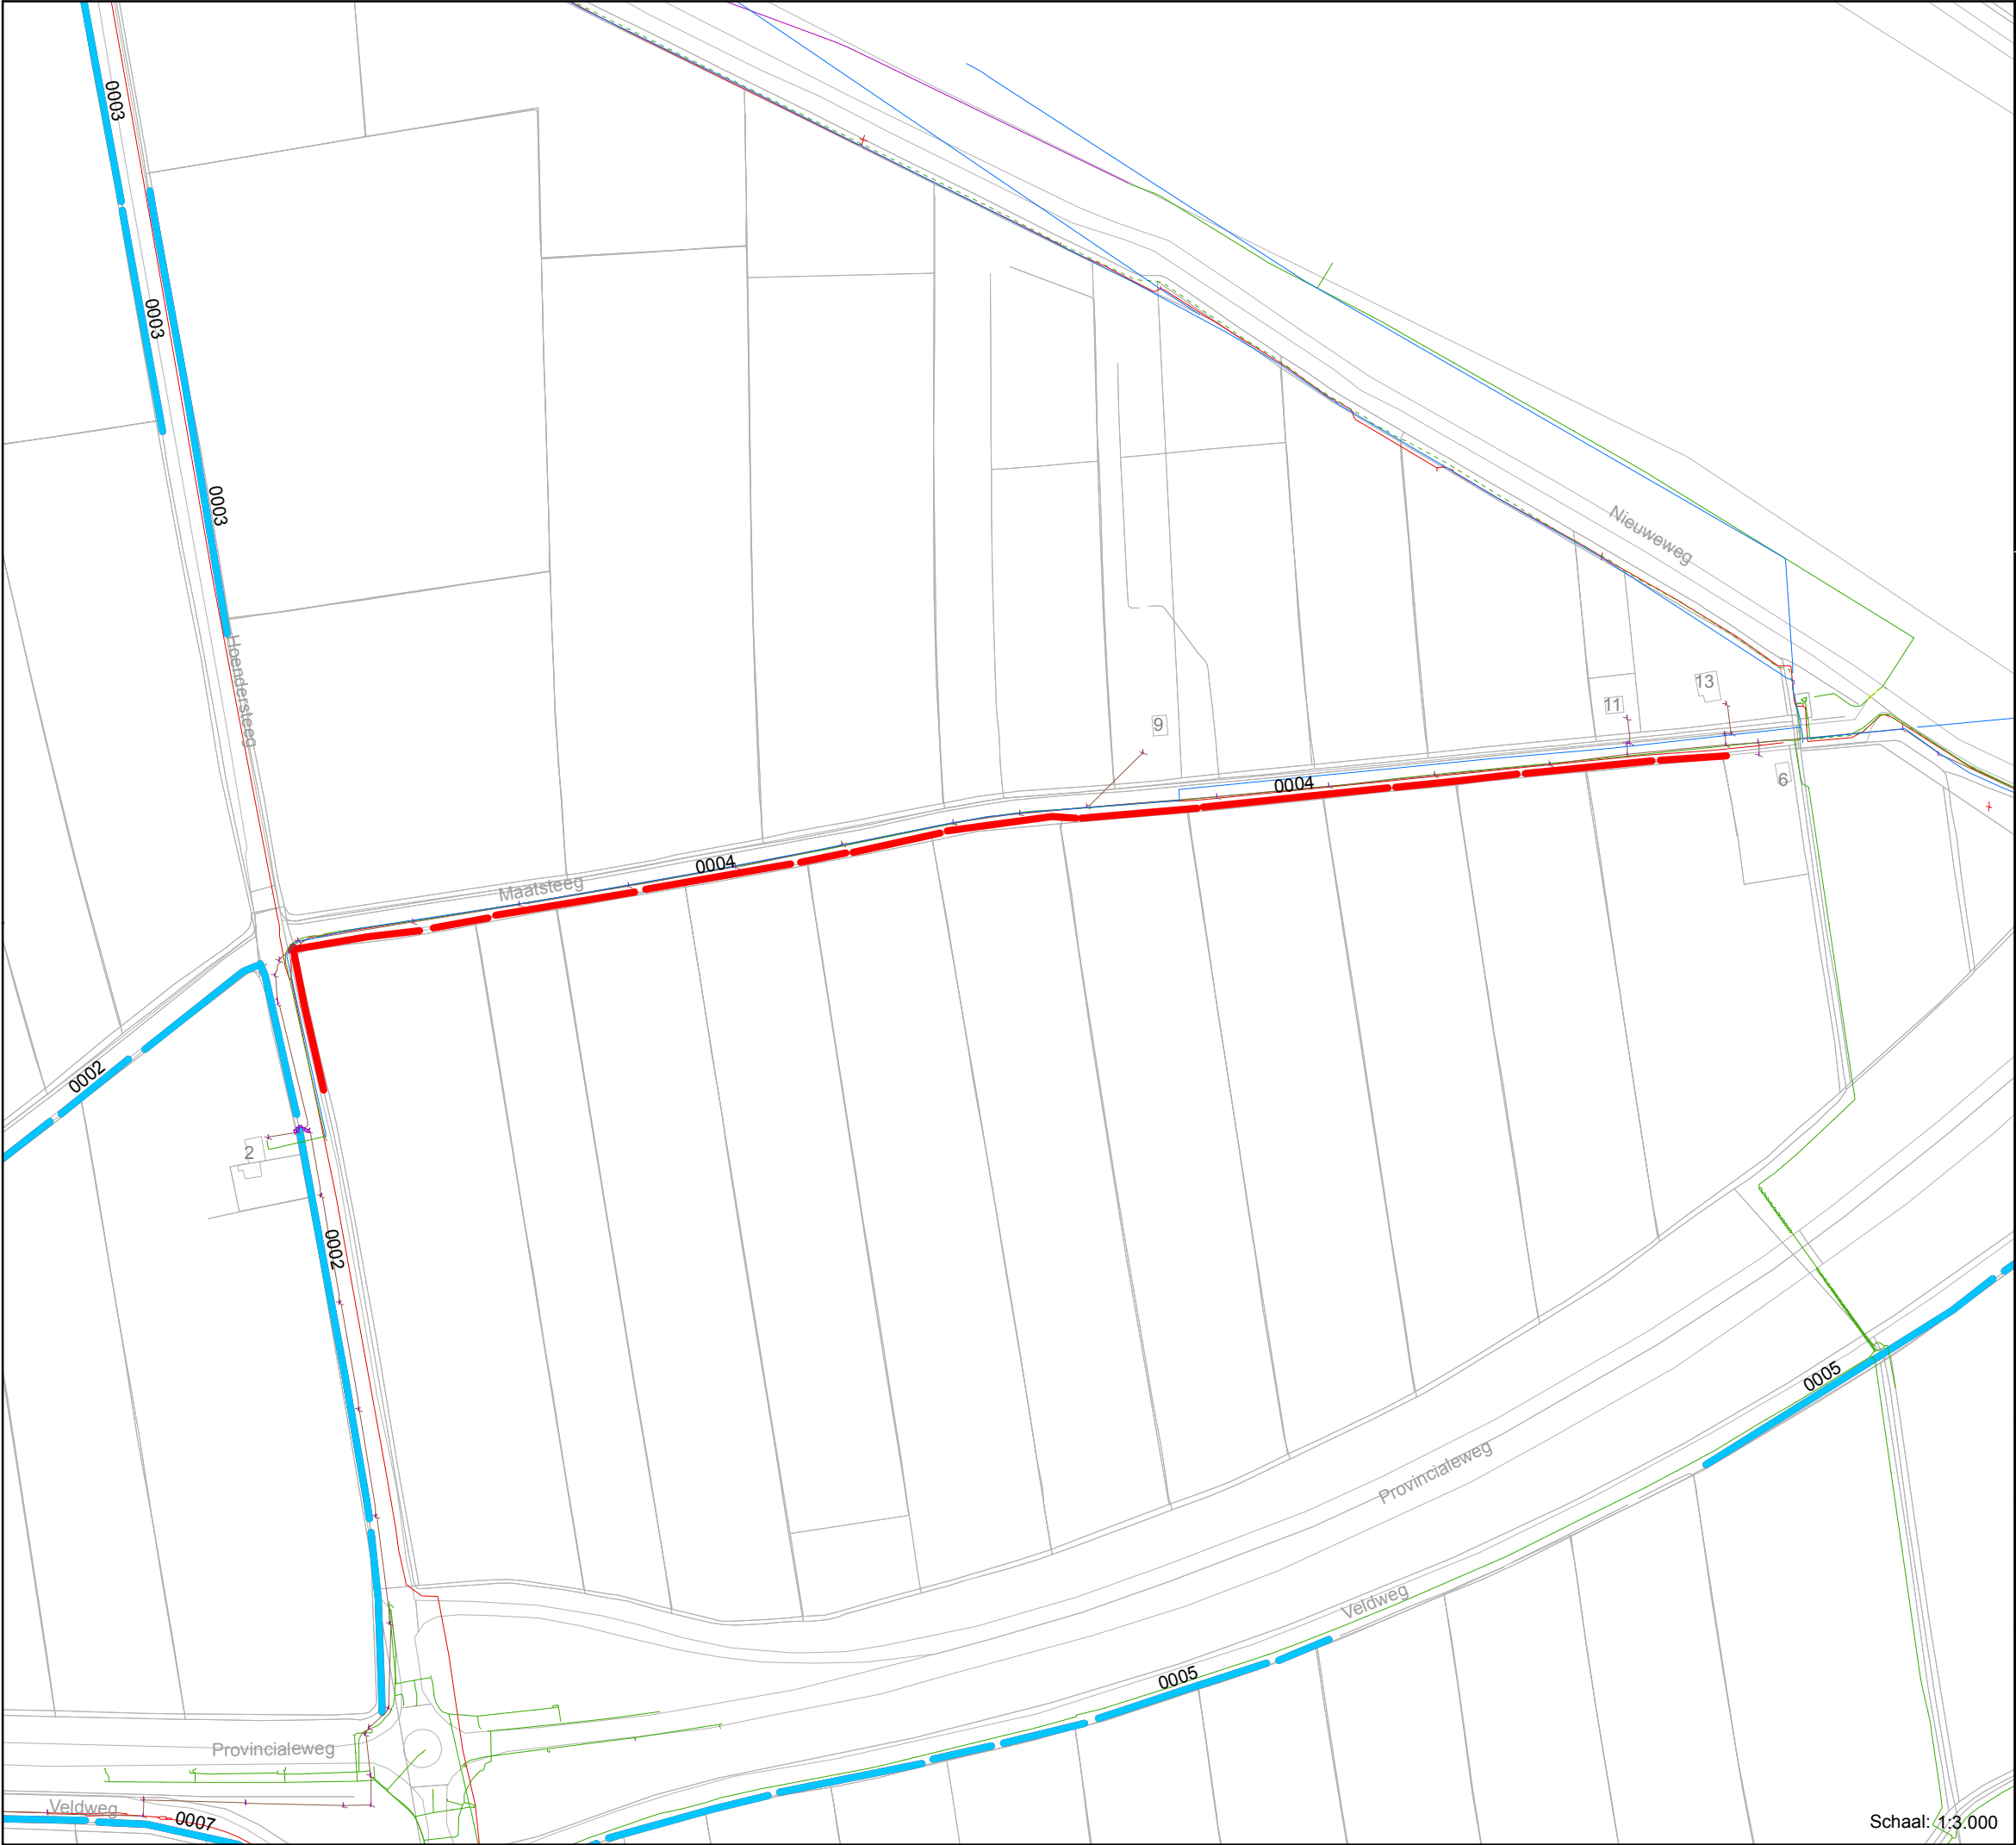 0003
0003
0003
Nieuweweg
Hoendersteeg
13
11
9
6
0004
0004
Maatsteeg
0002
2
0002
0005
Provincialeweg
Veldweg
0005
Provincialeweg
Veldweg
0007
Schaal: 1:3.000